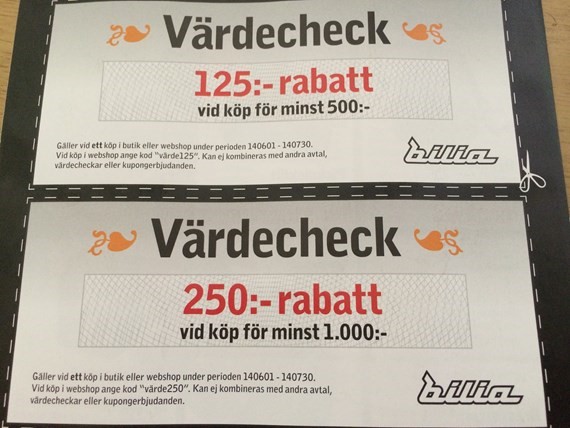 Värdecheck
125:- rabatt
vid köp för minst 500:-
Gäller vid ett köp i butik eller webshop under perioden 140601 - 140730.
Vid köp i webshop ange kod "värde125". Kan ej kombineras med andra avtal,
värdecheckar eller kupongerbjudanden.
bilia
Värdecheck
250:- rabatt
vid köp för minst 1.000:-
Gäller vid ett köp i butik eller webshop under perioden 140601 - 140730.
Vid köp i webshop ange kod "värde250". Kan ej kombineras med andra avtal,
värdecheckar eller kupongerbjudanden.
bilia